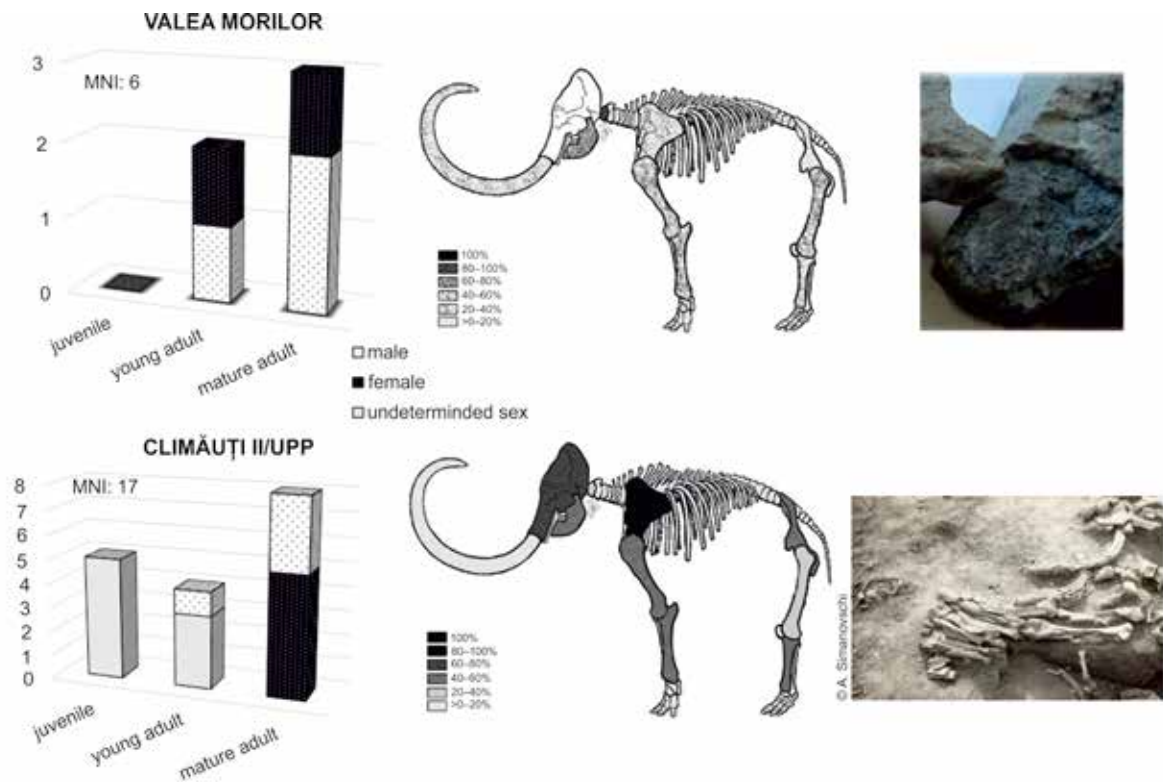 VALEA MORILOR
MNI: 6
3
2
1
0
juvenile
young adult
mature adult
100%
80–100%
60–80%
40–60%
20–40%
>0–20%
male
female
undeterminded sex
CLIMĂUȚI II/UPP
MNI: 17
8
7
6
5
4
3
2
1
0
juvenile
young adult
mature adult
100%
80–100%
60–80%
40–60%
20–40%
>0–20%
© A. Simanovschi